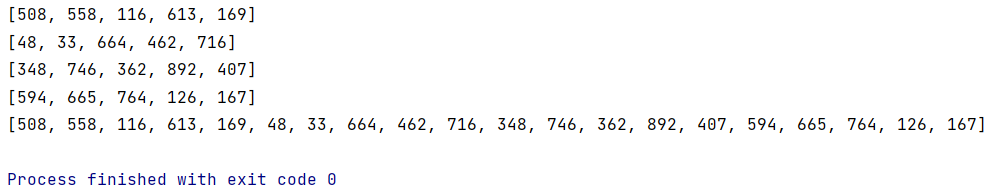 [508, 558, 116, 613, 169]
[48, 33, 664, 462, 716]
[348, 746, 362, 892, 407]
[594, 665, 764, 126, 167]
[508, 558, 116, 613, 169, 48, 33, 664, 462, 716, 348, 746, 362, 892, 407, 594, 665, 764, 126, 167]
Process finished with exit code 0